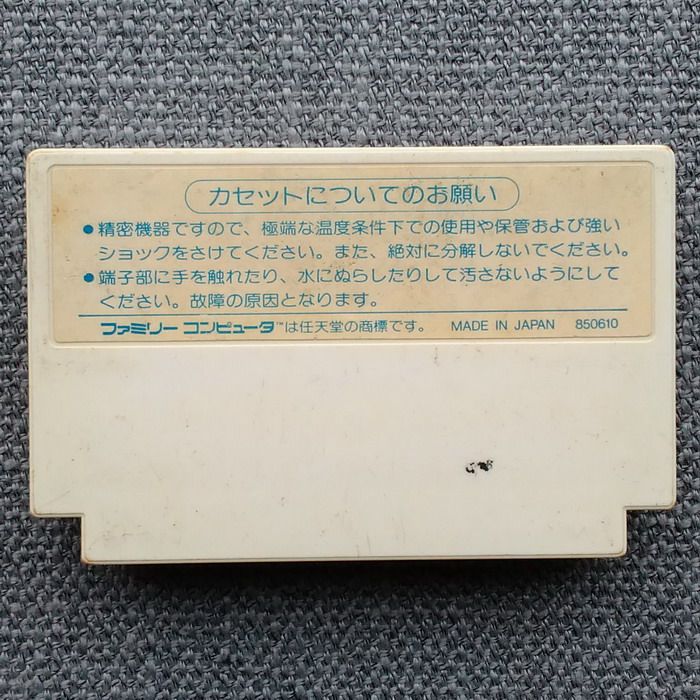 カセットについてのお願い
●精密機器ですので、極端な温度条件下での使用や保管および強い
ショックをさけてください。また、絶対に分解しないでください。
●端子部に手を触れたり、水にぬらしたりして汚さないようにして
ください。故障の原因となります。
ファミリー コンピュータ™は任天堂の商標です。 MADE IN JAPAN 850610